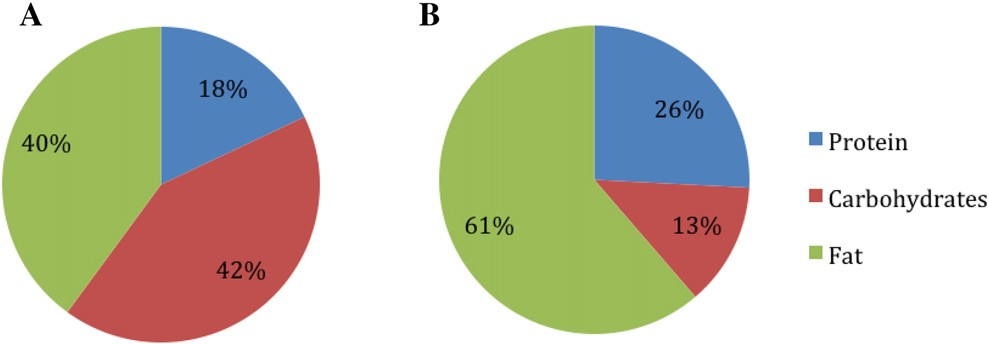 A
18%
40%
42%
B
26%
61%
13%
Protein
Carbohydrates
Fat